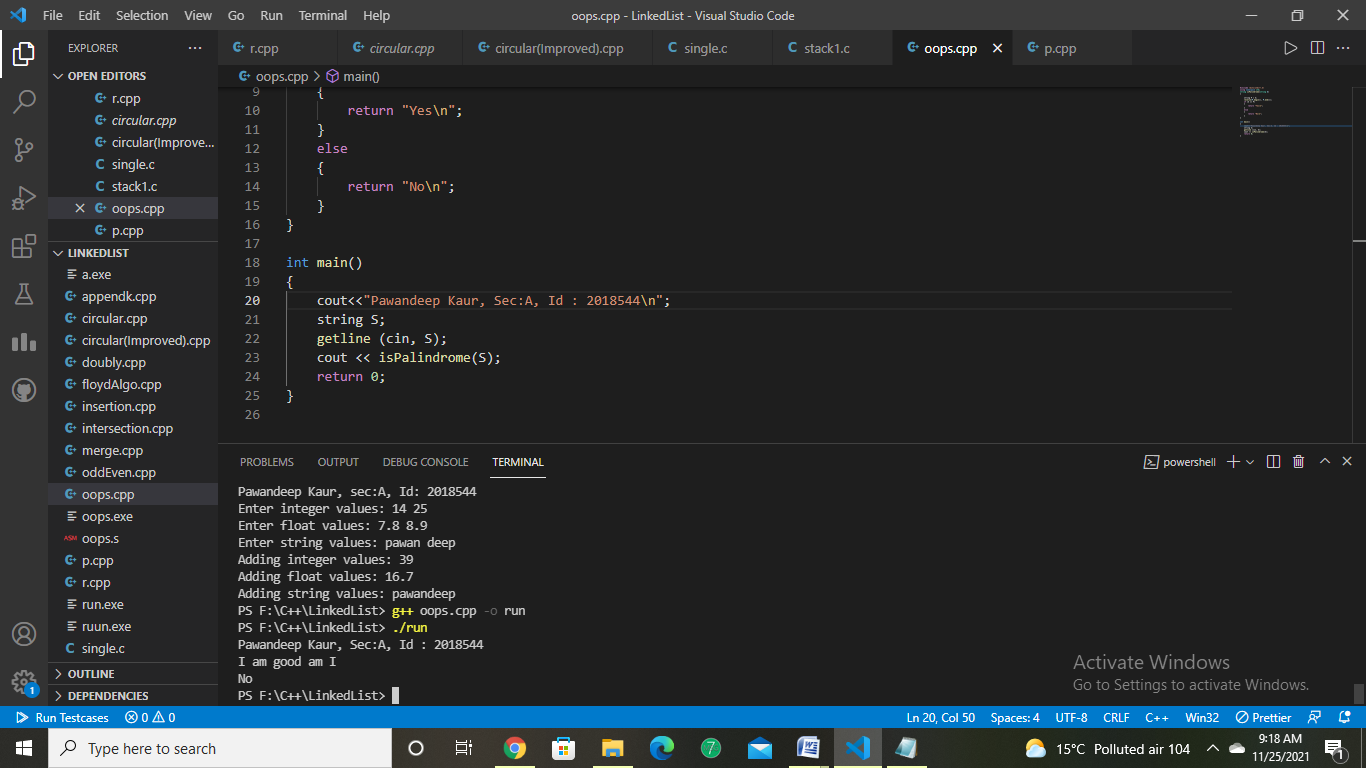 File Edit Selection View Go Run Terminal Help oops.cpp - LinkedList - Visual Studio Code
EXPLORER
OPEN EDITORS
r.cpp
circular.cpp
circular(Improve...
single.c
stack1.c
oops.cpp
p.cpp
LINKEDLIST
a.exe
appendk.cpp
circular.cpp
circular(Improved).cpp
doubly.cpp
floydAlgo.cpp
insertion.cpp
intersection.cpp
merge.cpp
oddEven.cpp
oops.cpp
oops.exe
ASM oops.s
p.cpp
r.cpp
run.exe
ruun.exe
single.c
OUTLINE
DEPENDENCIES
r.cpp circular.cpp circular(Improved).cpp single.c stack1.c oops.cpp p.cpp
oops.cpp > main()
9 {
10 return "Yes\n";
11 }
12 else
13 {
14 return "No\n";
15 }
16 }
17
18 int main()
19 {
20 cout<<"Pawandeep Kaur, Sec:A, Id : 2018544\n";
21 string S;
22 getline (cin, S);
23 cout << isPalindrome(S);
24 return 0;
25 }
26
PROBLEMS OUTPUT DEBUG CONSOLE TERMINAL powershell
Pawandeep Kaur, sec:A, Id: 2018544
Enter integer values: 14 25
Enter float values: 7.8 8.9
Enter string values: pawan deep
Adding integer values: 39
Adding float values: 16.7
Adding string values: pawandeep
PS F:\C++\LinkedList> g++ oops.cpp -o run
PS F:\C++\LinkedList> ./run
Pawandeep Kaur, Sec:A, Id : 2018544
I am good am I
No
PS F:\C++\LinkedList>
Activate Windows
Go to Settings to activate Windows.
1
Run Testcases 0 0 Ln 20, Col 50 Spaces: 4 UTF-8 CRLF C++ Win32 Prettier
Type here to search 7 15°C Polluted air 104 9:18 AM
11/25/2021
1